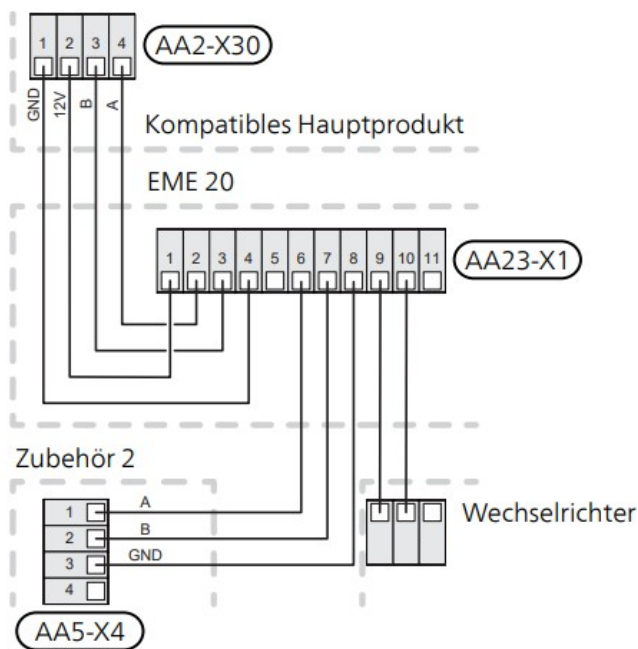 1 2 3 4
AA2-X30
GND 12V B A
Kompatibles Hauptprodukt
EME 20
1 2 3 4 5 6 7 8 9 10 11
AA23-X1
Zubehör 2
1 A
2 B
3 GND
4
AA5-X4
Wechselrichter